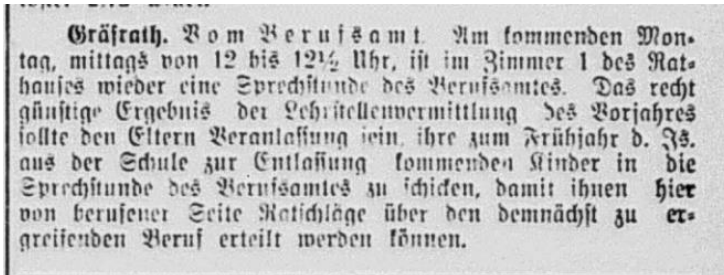 Gräfrath. Vom Berufsamt. Am kommenden Mon-
tag, mittags von 12 bis 12½ Uhr, ist im Zimmer 1 des Rat-
hauses wieder eine Sprechstunde des Berufsamtes. Das recht
günstige Ergebnis der Lehrstellenvermittlung des Vorjahres
sollte den Eltern Veranlassung sein, ihre zum Frühjahr d. Js.
aus der Schule zur Entlassung kommenden Kinder in die
Sprechstunde des Berufsamtes zu schicken, damit ihnen hier
von berufener Seite Ratschläge über den demnächst zu er-
greifenden Beruf erteilt werden können.